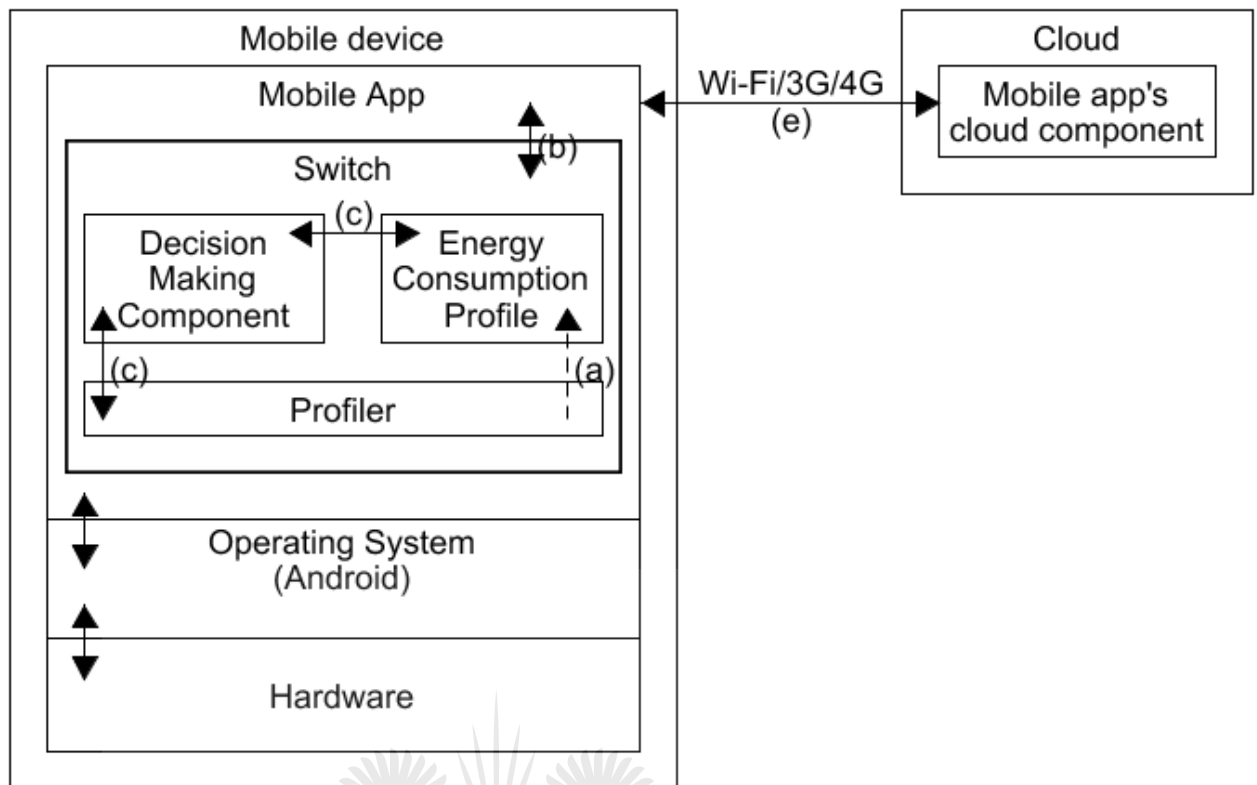 Mobile device
Cloud
Mobile App
Wi-Fi/3G/4G
(e)
Mobile app's
cloud component
(b)
Switch
(c)
Decision
Making
Component
Energy
Consumption
Profile
(c)
(a)
Profiler
Operating System
(Android)
Hardware